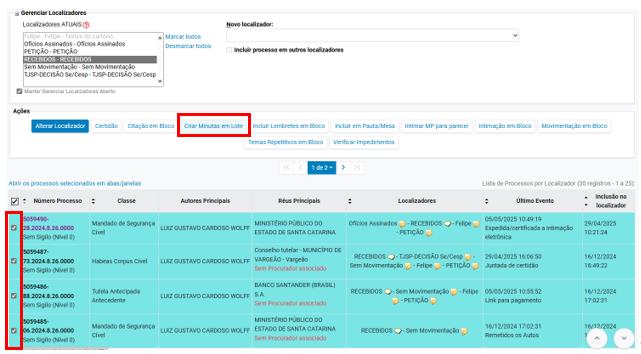 Gerenciar Localizadores
Localizadores ATUAIS:
Novo localizador:
Felipe - Felipe - Testes do cartório
Ofícios Assinados - Ofícios Assinados
PETIÇÃO - PETIÇÃO
RECEBIDOS - RECEBIDOS
Sem Movimentação - Sem Movimentação
TJSP-DECISÃO Se/Cesp - TJSP-DECISÃO Se/Cesp
Marcar todos
Desmarcar todos
Incluir processo em outros localizadores
Manter Gerenciar Localizadores Aberto
Ações
Alterar Localizador Certidão Citação em Bloco Criar Minutas em Lote Incluir Lembretes em Bloco Incluir em Pauta/Mesa Intimar MP para parecer Intimação em Bloco Movimentação em Bloco
Temas Repetitivos em Bloco Verificar Impedimentos
1 de 2
Abrir os processos selecionados em abas/janelas
Lista de Processos por Localizador (30 registros - 1 a 25):
Número Processo Classe Autores Principais Réus Principais Localizadores Último Evento Inclusão no localizador
5059490-
28.2024.8.26.0000
Sem Sigilo (Nível 0)
Mandado de Segurança
Cível
LUIZ GUSTAVO CARDOSO WOLFF
MINISTÉRIO PÚBLICO DO
ESTADO DE SANTA CATARINA
Ofícios Assinados - RECEBIDOS - Felipe
- PETIÇÃO
05/05/2025 10:49:19
Expedida/certificada a intimação
eletrônica
29/04/2025
10:21:24
5059487-
73.2024.8.26.0000
Sem Sigilo (Nível 0)
Habeas Corpus Cível
LUIZ GUSTAVO CARDOSO WOLFF
Conselho tutelar - MUNICÍPIO DE
VARGEÃO - Vargeão
Sem Procurador associado
RECEBIDOS - TJSP-DECISÃO Se/Cesp -
Sem Movimentação - Felipe - PETIÇÃO
29/04/2025 16:06:50
Juntada de certidão
16/12/2024
16:49:22
5059486-
88.2024.8.26.0000
Sem Sigilo (Nível 0)
Tutela Antecipada
Antecedente
LUIZ GUSTAVO CARDOSO WOLFF
BANCO SANTANDER (BRASIL)
S.A.
Sem Procurador associado
RECEBIDOS - Sem Movimentação - Felipe
- PETIÇÃO
05/05/2025 10:55:52
Link para pagamento
16/12/2024
17:02:31
5059485-
06.2024.8.26.0000
Sem Sigilo (Nível 0)
Mandado de Segurança
Cível
LUIZ GUSTAVO CARDOSO WOLFF
MINISTÉRIO PÚBLICO DO
ESTADO DE SANTA CATARINA
Sem Procurador associado
RECEBIDOS - Sem Movimentação
16/12/2024 17:02:31
Remetidos os Autos
16/12/2024